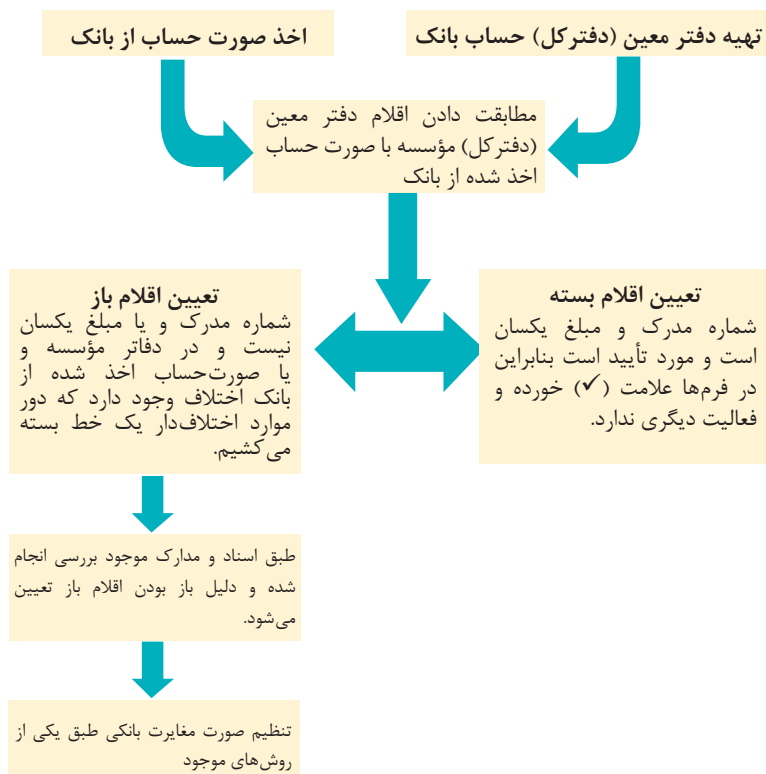 تهیه دفتر معین (دفترکل) حساب بانک
اخذ صورت حساب از بانک
مطابقت دادن اقلام دفتر معین
(دفترکل) مؤسسه با صورت حساب
اخذ شده از بانک
تعیین اقلام بسته
شماره مدرک و مبلغ یکسان
است و مورد تأیید است بنابراین
در فرم‌ها علامت (✓) خورده و
فعالیت دیگری ندارد.
تعیین اقلام باز
شماره مدرک و یا مبلغ یکسان
نیست و در دفاتر مؤسسه و
یا صورت‌حساب اخذ شده از
بانک اختلاف وجود دارد که دور
موارد اختلاف‌دار یک خط بسته
می‌کشیم.
طبق اسناد و مدارک موجود بررسی انجام
شده و دلیل باز بودن اقلام باز تعیین
می‌شود.
تنظیم صورت مغایرت بانکی طبق یکی از
روش‌های موجود